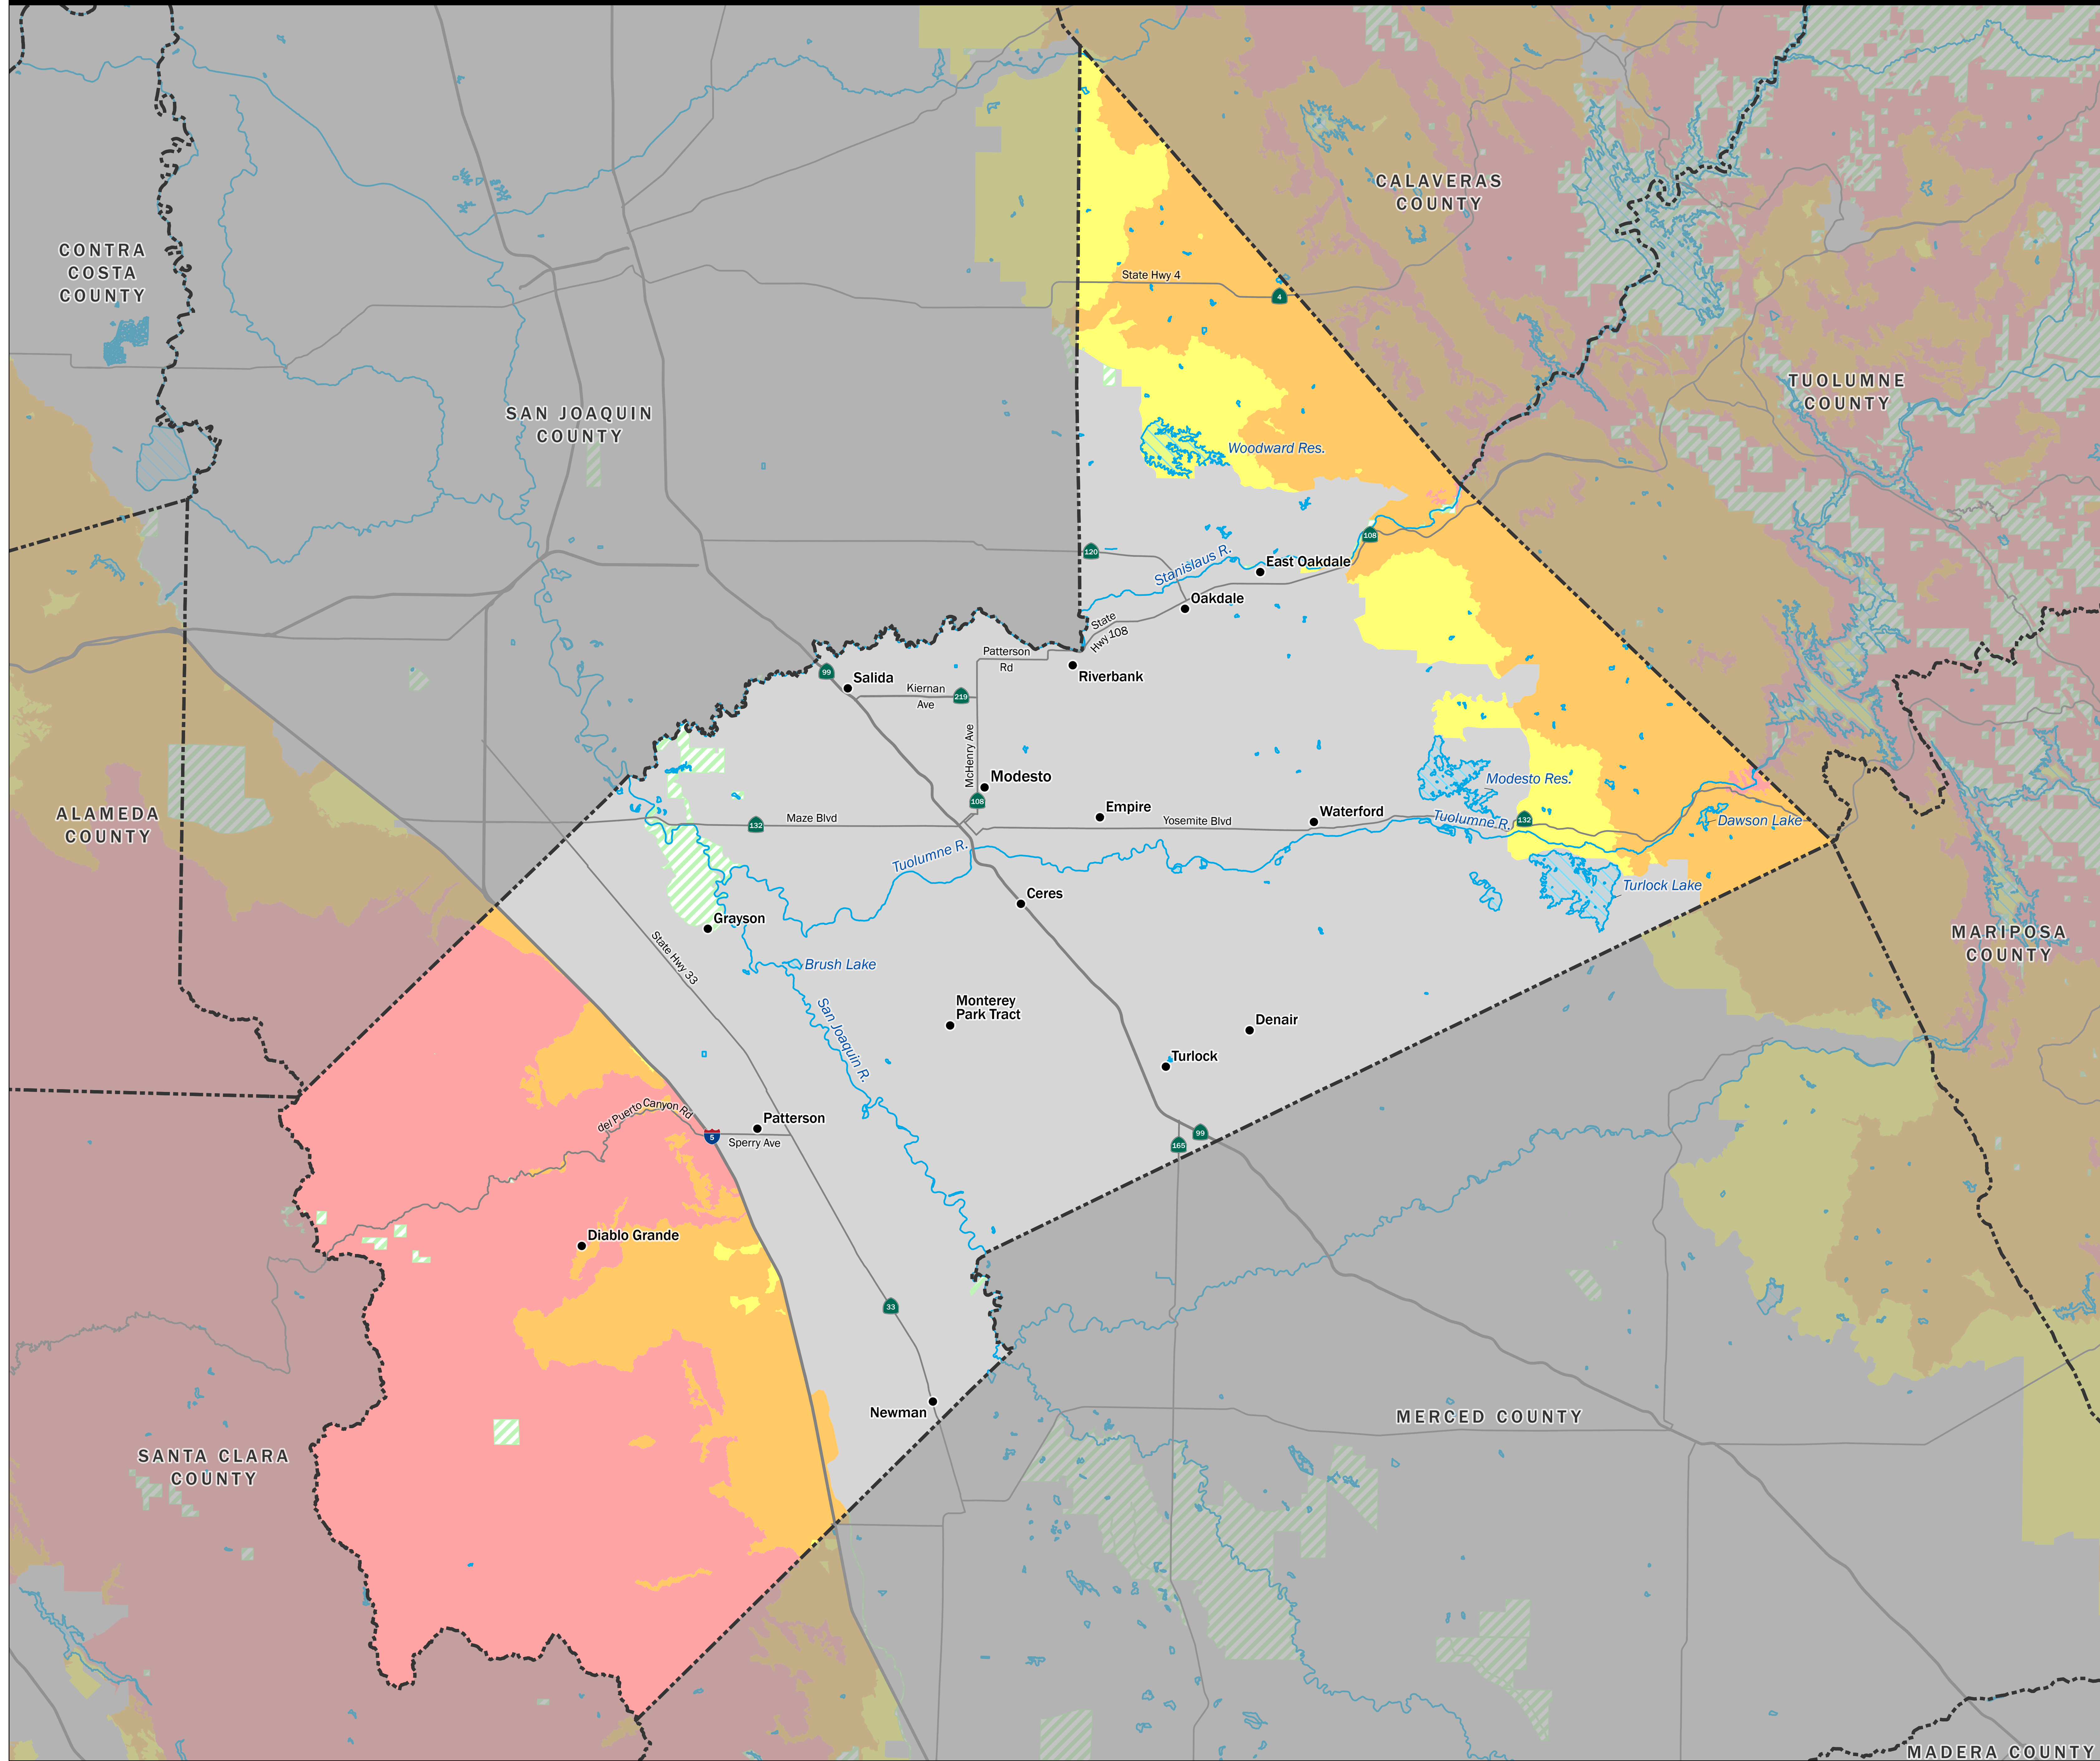 CALAVERAS
COUNTY
CONTRA
COSTA
COUNTY
State Hwy 4
4
TUOLUMNE
COUNTY
SAN JOAQUIN
COUNTY
Woodward Res.
108
120
Stanislaus R.
East Oakdale
Oakdale
State
Hwy 108
Patterson
Rd
99
Salida
Riverbank
Kiernan
Ave
219
McHenry Ave
Modesto
Modesto Res.
108
Empire
Waterford
ALAMEDA
COUNTY
132
Maze Blvd
Yosemite Blvd
Tuolumne R.
132
Dawson Lake
Tuolumne R.
Turlock Lake
Ceres
Grayson
MARIPOSA
COUNTY
State Hwy 33
Brush Lake
Monterey
Park Tract
San Joaquin R.
Denair
Turlock
del Puerto Canyon Rd
Patterson
5
Sperry Ave
99
165
Diablo Grande
33
Newman
MERCED COUNTY
SANTA CLARA
COUNTY
MADERA COUNTY